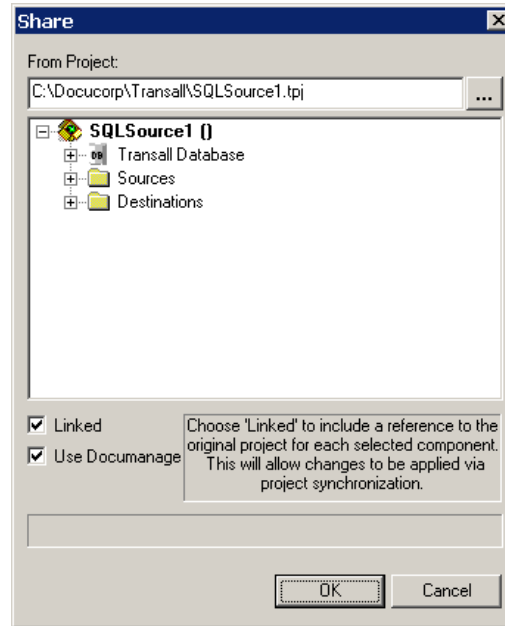 Share
From Project:
C:\Docucorp\Transall\SQLSource1.tpj
...
SQLSource1 ()
DB
Transall Database
Sources
Destinations
Linked
Use Documanage
Choose 'Linked' to include a reference to the
original project for each selected component.
This will allow changes to be applied via
project synchronization.
OK
Cancel